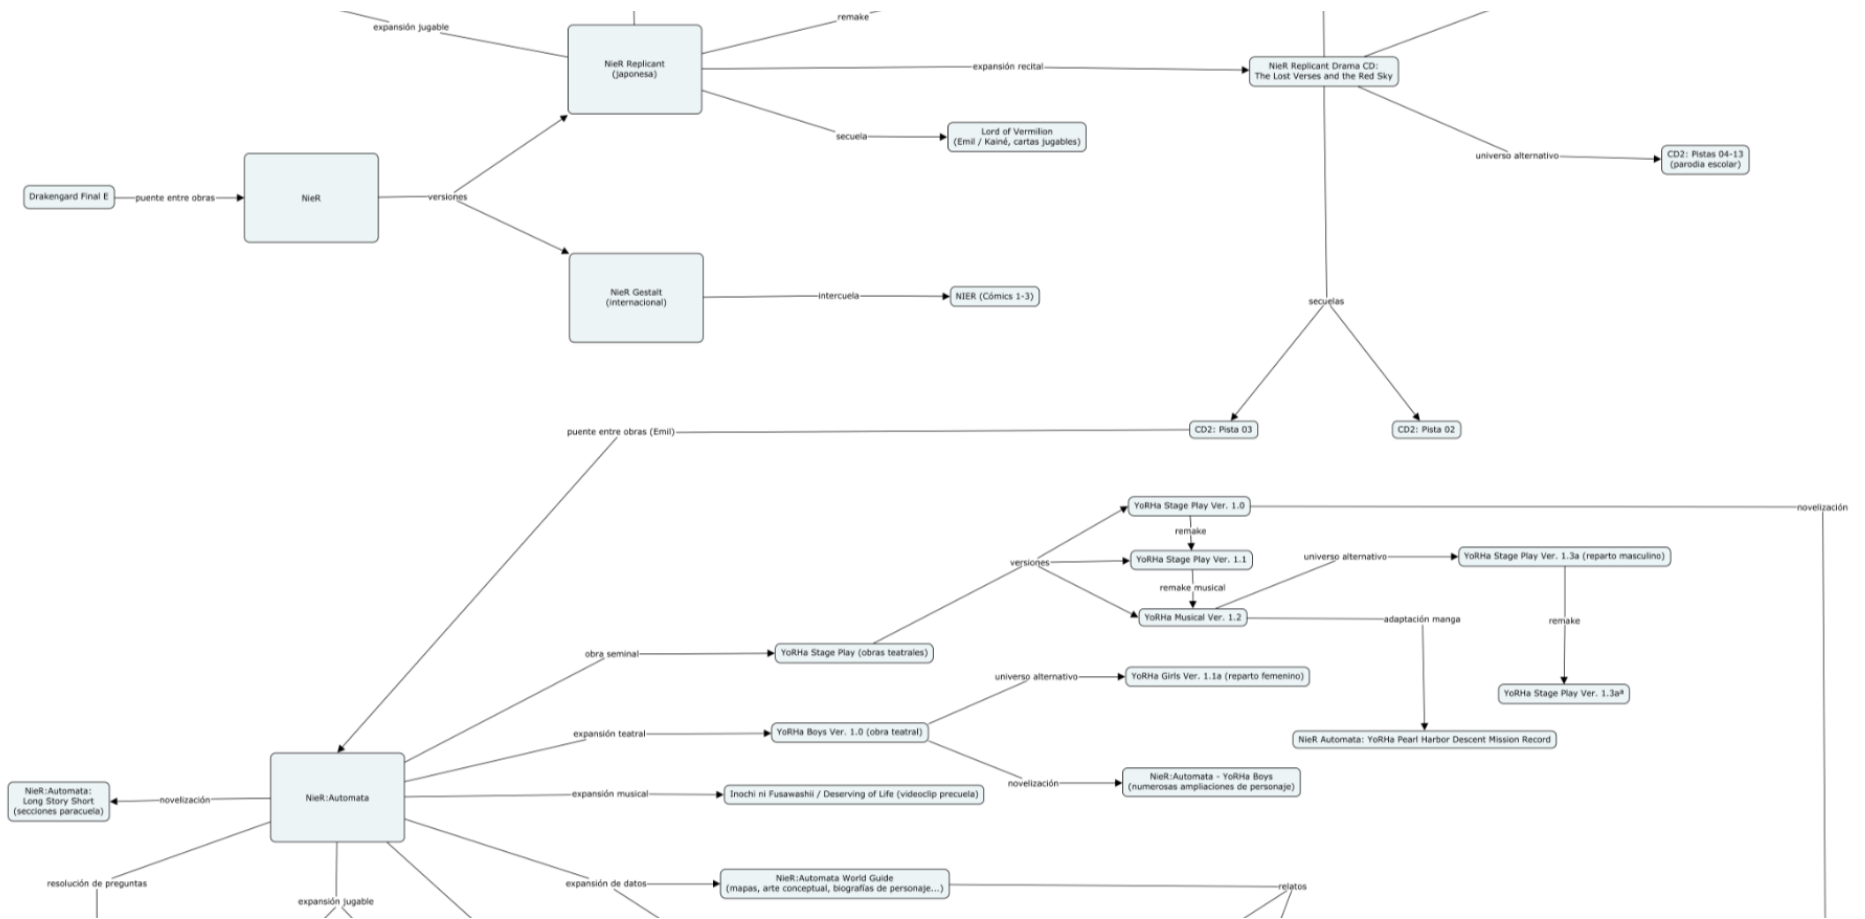 expansión jugable
remake
NieR Replicant
(japonesa)
expansión recital
NieR Replicant Drama CD:
The Lost Verses and the Red Sky
secuela
Lord of Vermilion
(Emil / Kainé, cartas jugables)
universo alternativo
CD2: Pistas 04-13
(parodia escolar)
Drakengard Final E
puente entre obras
NieR
versiones
NieR Gestalt
(internacional)
intercuela
NIER (Cómics 1-3)
secuelas
puente entre obras (Emil)
CD2: Pista 03
CD2: Pista 02
YoRHa Stage Play Ver. 1.0
novelización
remake
versiones
YoRHa Stage Play Ver. 1.1
universo alternativo
YoRHa Stage Play Ver. 1.3a (reparto masculino)
remake musical
YoRHa Musical Ver. 1.2
adaptación manga
remake
obra seminal
YoRHa Stage Play (obras teatrales)
universo alternativo
YoRHa Girls Ver. 1.1a (reparto femenino)
YoRHa Stage Play Ver. 1.3aª
expansión teatral
YoRHa Boys Ver. 1.0 (obra teatral)
NieR Automata: YoRHa Pearl Harbor Descent Mission Record
novelización
NieR:Automata - YoRHa Boys
(numerosas ampliaciones de personaje)
NieR:Automata:
Long Story Short
(secciones paracuela)
novelización
NieR:Automata
expansión musical
Inochi ni Fusawashii / Deserving of Life (videoclip precuela)
resolución de preguntas
expansión jugable
expansión de datos
NieR:Automata World Guide
(mapas, arte conceptual, biografías de personaje...)
relatos